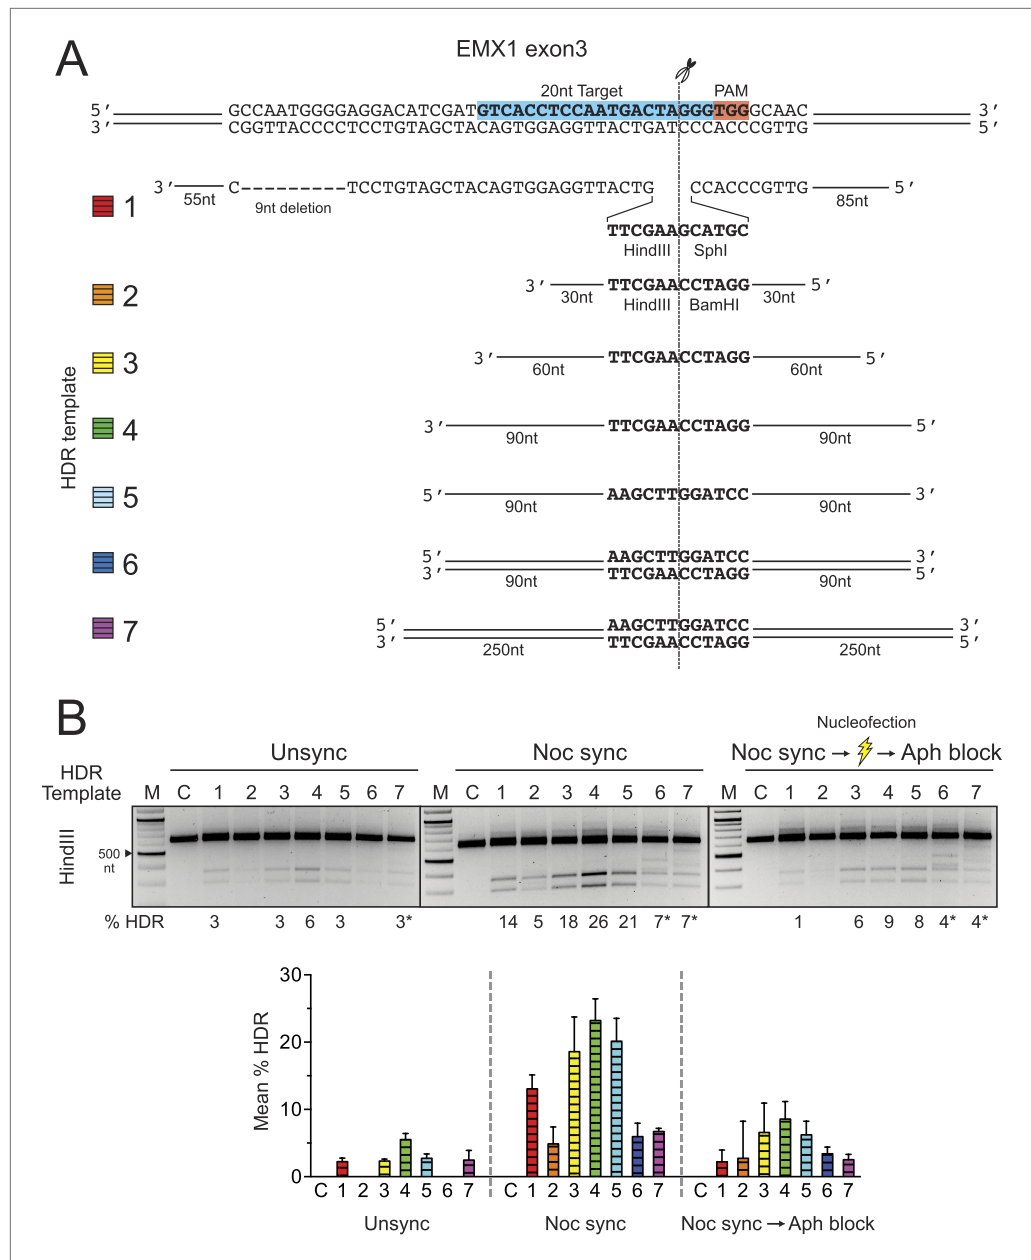 A
EMX1 exon3
20nt Target
PAM
5′ GCCAATGGGGAGGACATCGATGTCACCTCCAATGACTAGGGTGGGCAAC 3′
3′ CGGTTACCCCTCCTGTAGCTACAGTGGAGGTTACTGATCCCACCCGTTG 5′
HDR template
1
3′ 55nt C----------TCCTGTAGCTACAGTGGAGGTTACTG CCACCCGTTG 85nt 5′
9nt deletion
TTCGAAGCATGC
HindIII SphI
2
3′ 30nt TTCGAACCTAGG 30nt 5′
HindIII BamHI
3
3′ TTCGAACCTAGG 5′
60nt 60nt
4
3′ TTCGAACCTAGG 5′
90nt 90nt
5
5′ AAGCTTGGATCC 3′
90nt 90nt
6
5′ AAGCTTGGATCC 3′
3′ TTCGAACCTAGG 5′
90nt 90nt
7
5′ AAGCTTGGATCC 3′
3′ TTCGAACCTAGG 5′
250nt 250nt
B
Nucleofection
Unsync
Noc sync
Noc sync → → Aph block
HDR
Template M C 1 2 3 4 5 6 7 M C 1 2 3 4 5 6 7 M C 1 2 3 4 5 6 7
HindIII
500
nt
% HDR 3 3 6 3 3* 14 5 18 26 21 7* 7* 1 6 9 8 4* 4*
Mean % HDR
30
20
10
0
C 1 2 3 4 5 6 7 C 1 2 3 4 5 6 7 C 1 2 3 4 5 6 7
Unsync Noc sync Noc sync → Aph block